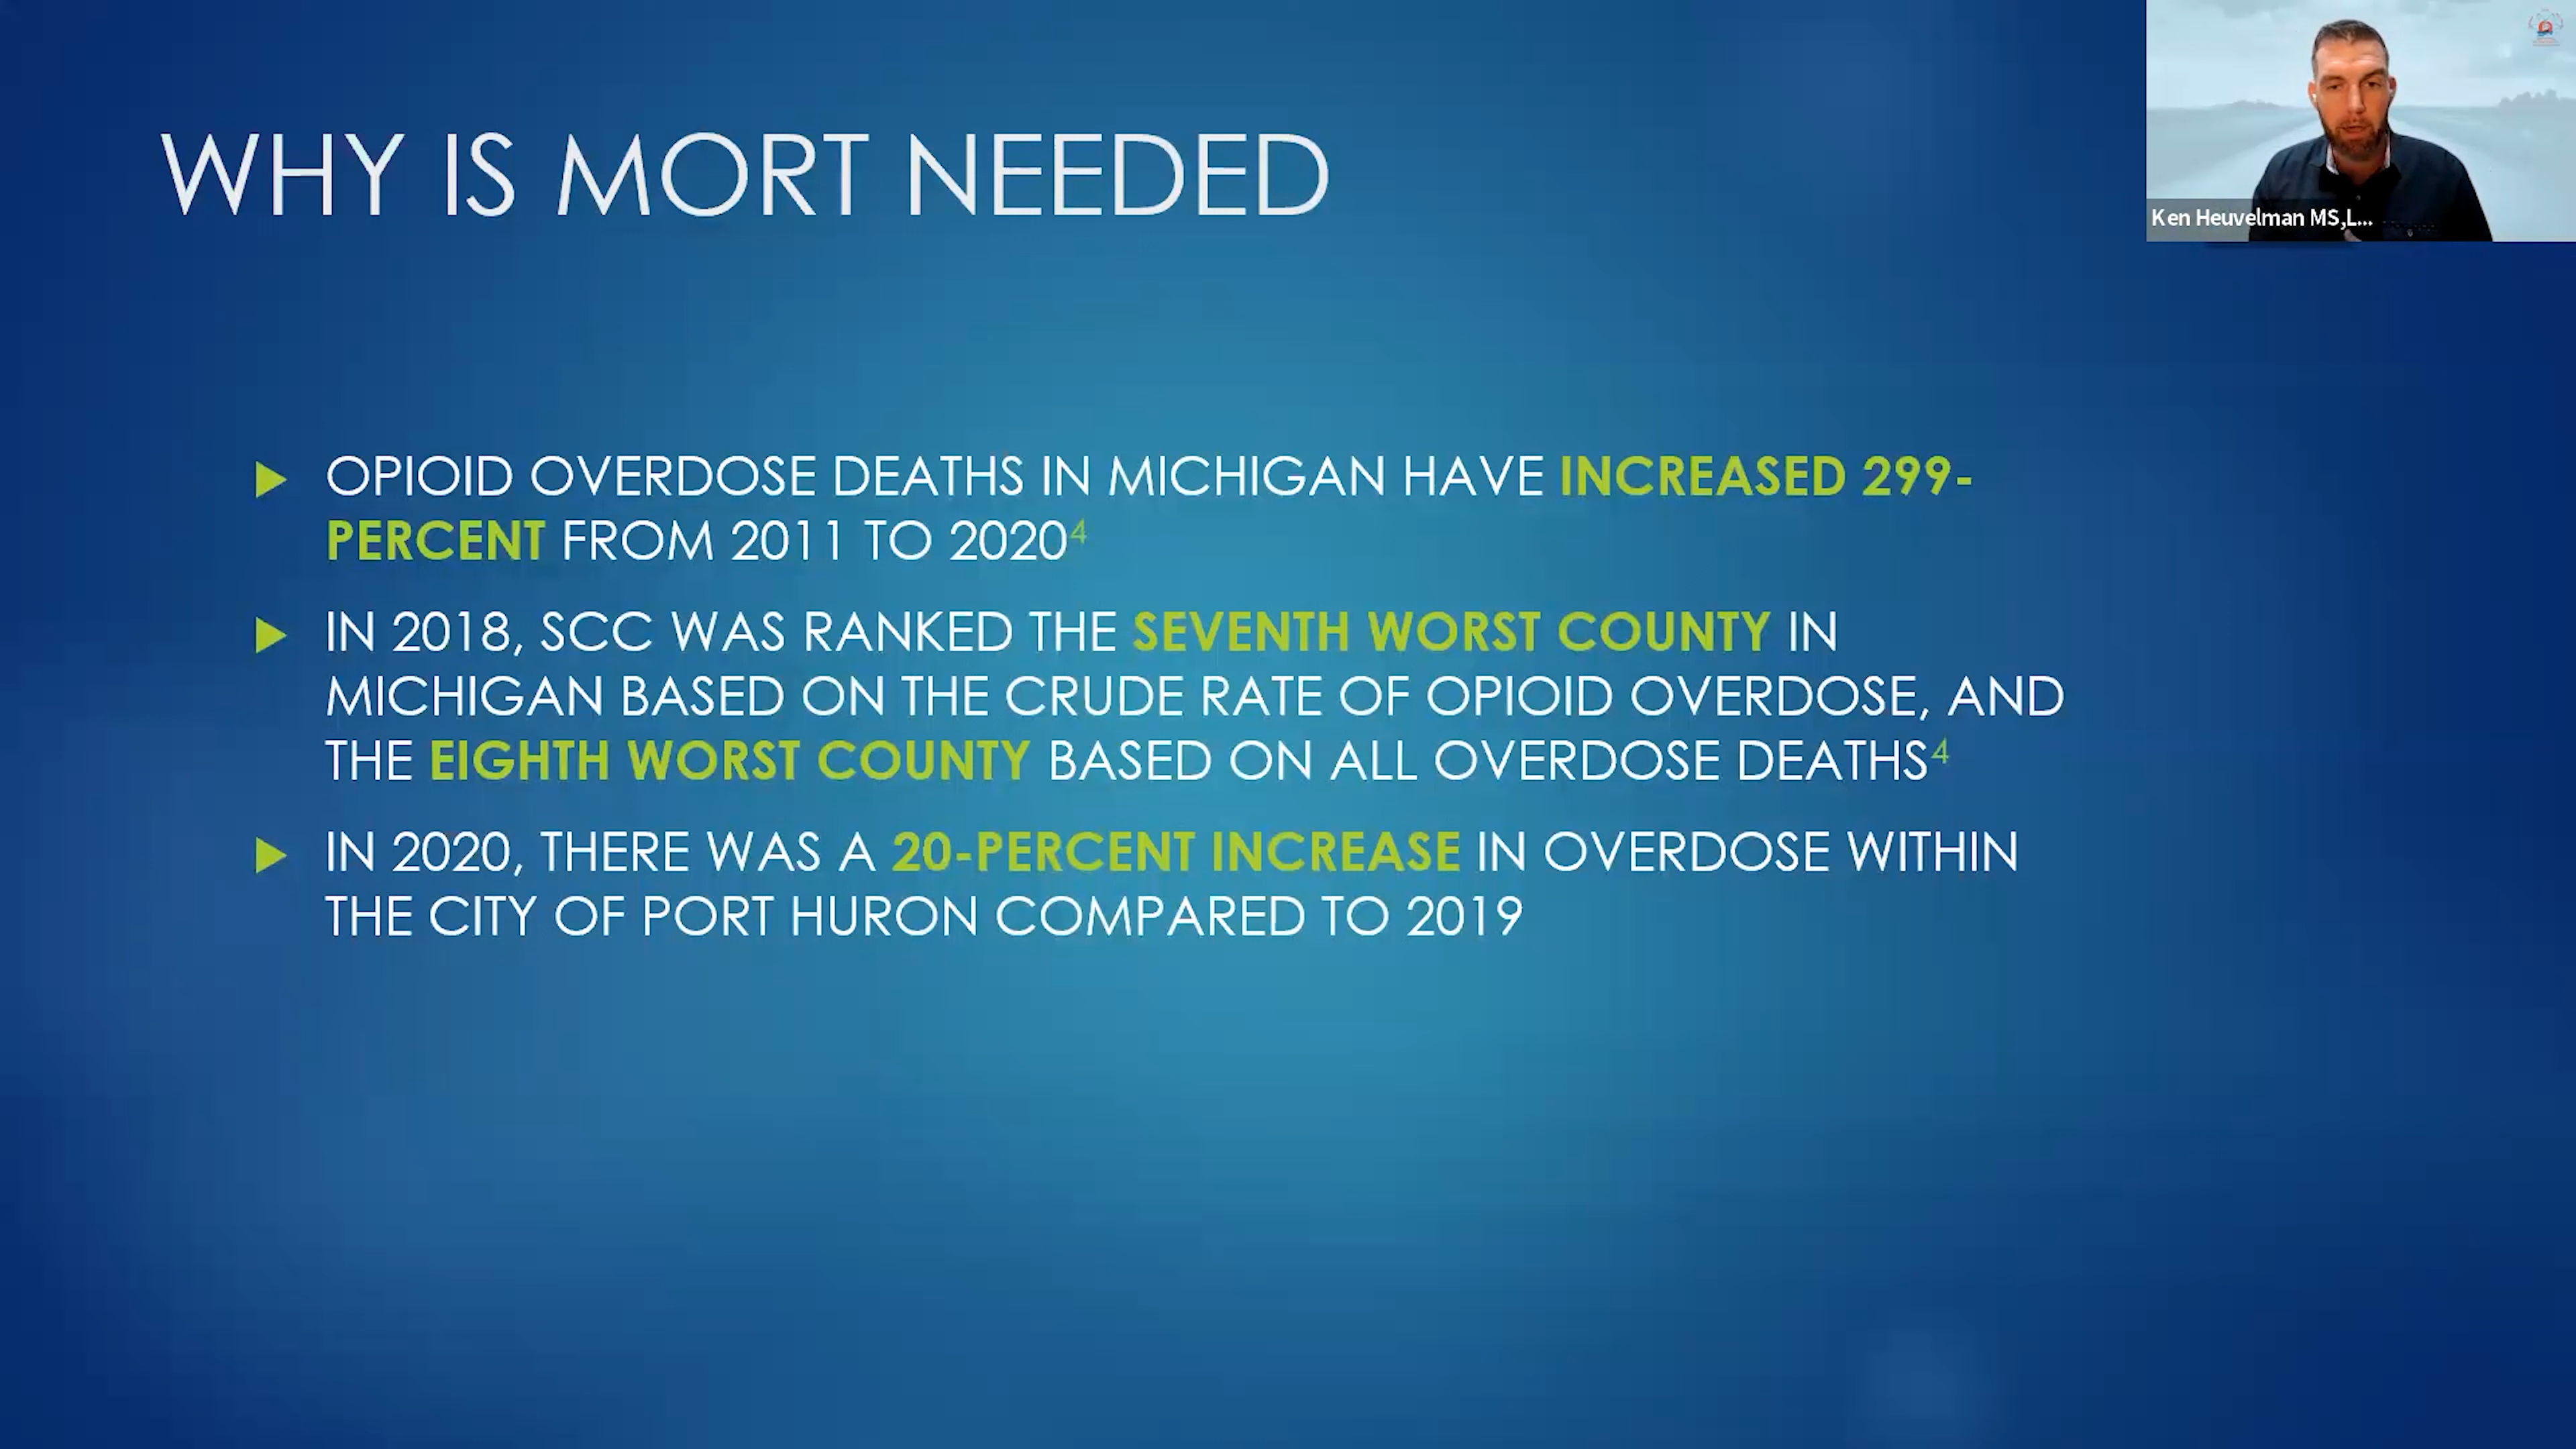 WHY IS MORT NEEDED
Ken Heuvelman MS,L...
OPIOID OVERDOSE DEATHS IN MICHIGAN HAVE INCREASED 299-
PERCENT FROM 2011 TO 2020⁴
IN 2018, SCC WAS RANKED THE SEVENTH WORST COUNTY IN
MICHIGAN BASED ON THE CRUDE RATE OF OPIOID OVERDOSE, AND
THE EIGHTH WORST COUNTY BASED ON ALL OVERDOSE DEATHS⁴
IN 2020, THERE WAS A 20-PERCENT INCREASE IN OVERDOSE WITHIN
THE CITY OF PORT HURON COMPARED TO 2019